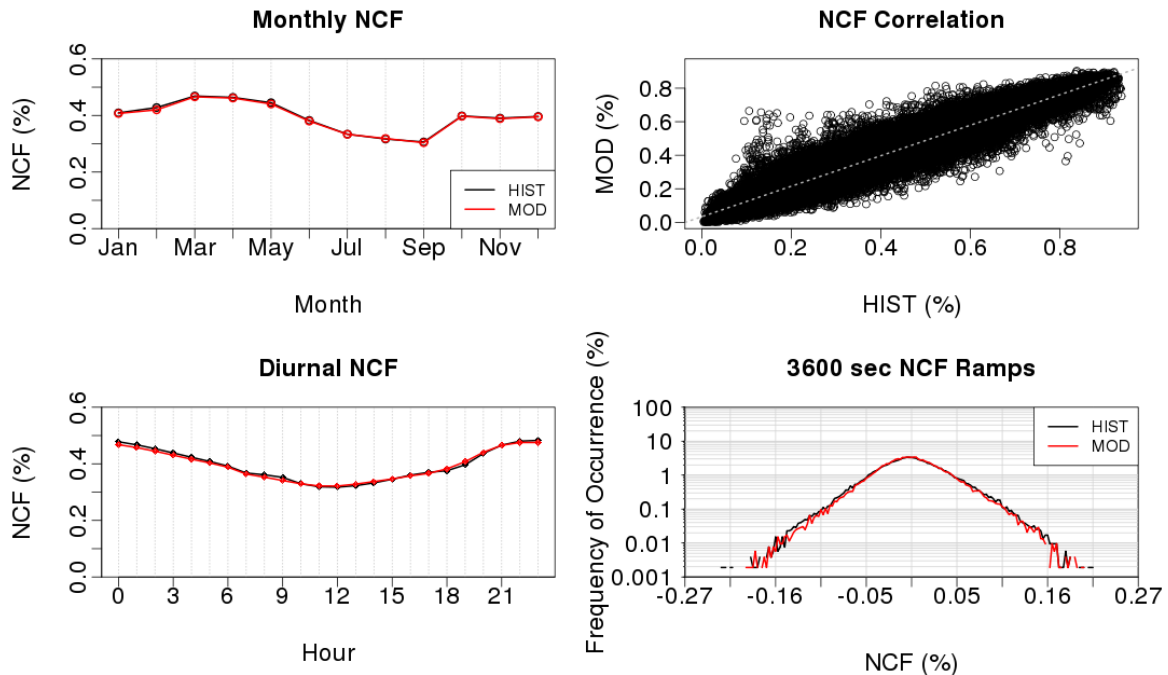 Monthly NCF
NCF (%)
0.0 0.2 0.4 0.6
HIST
MOD
Jan Mar May Jul Sep Nov
Month
NCF Correlation
MOD (%)
0.8
0.6
0.4
0.2
0.0
0.0 0.2 0.4 0.6 0.8
HIST (%)
Diurnal NCF
NCF (%)
0.0 0.2 0.4 0.6
0 3 6 9 12 15 18 21
Hour
3600 sec NCF Ramps
Frequency of Occurrence (%)
100
10
1
0.1
0.01
0.001
HIST
MOD
-0.27 -0.16 -0.05 0.05 0.16 0.27
NCF (%)